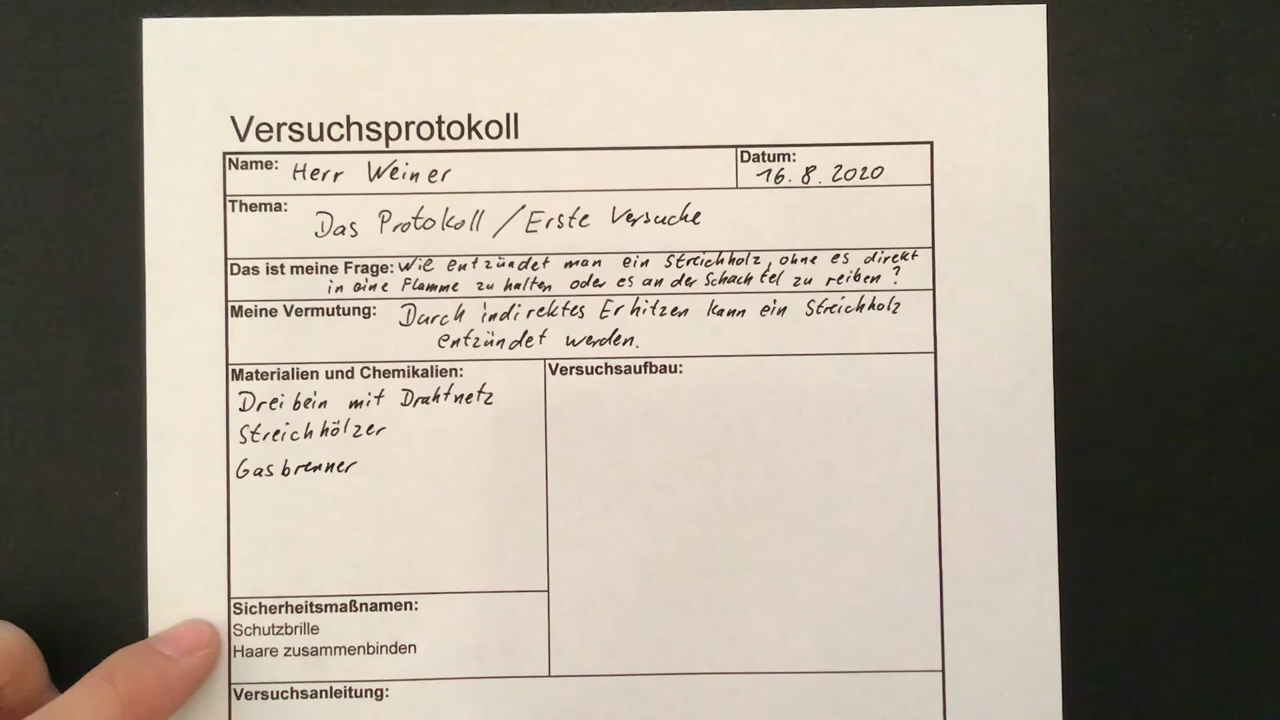 Versuchsprotokoll
Name: Herr Weiner
Datum: 16.8.2020
Thema: Das Protokoll / Erste Versuche
Das ist meine Frage: Wie entzündet man ein Streichholz, ohne es direkt
in eine Flamme zu halten oder es an der Schachtel zu reiben?
Meine Vermutung: Durch indirektes Erhitzen kann ein Streichholz
entzündet werden.
Materialien und Chemikalien:
Dreibein mit Drahtnetz
Streichhölzer
Gasbrenner
Versuchsaufbau:
Sicherheitsmaßnamen:
Schutzbrille
Haare zusammenbinden
Versuchsanleitung: